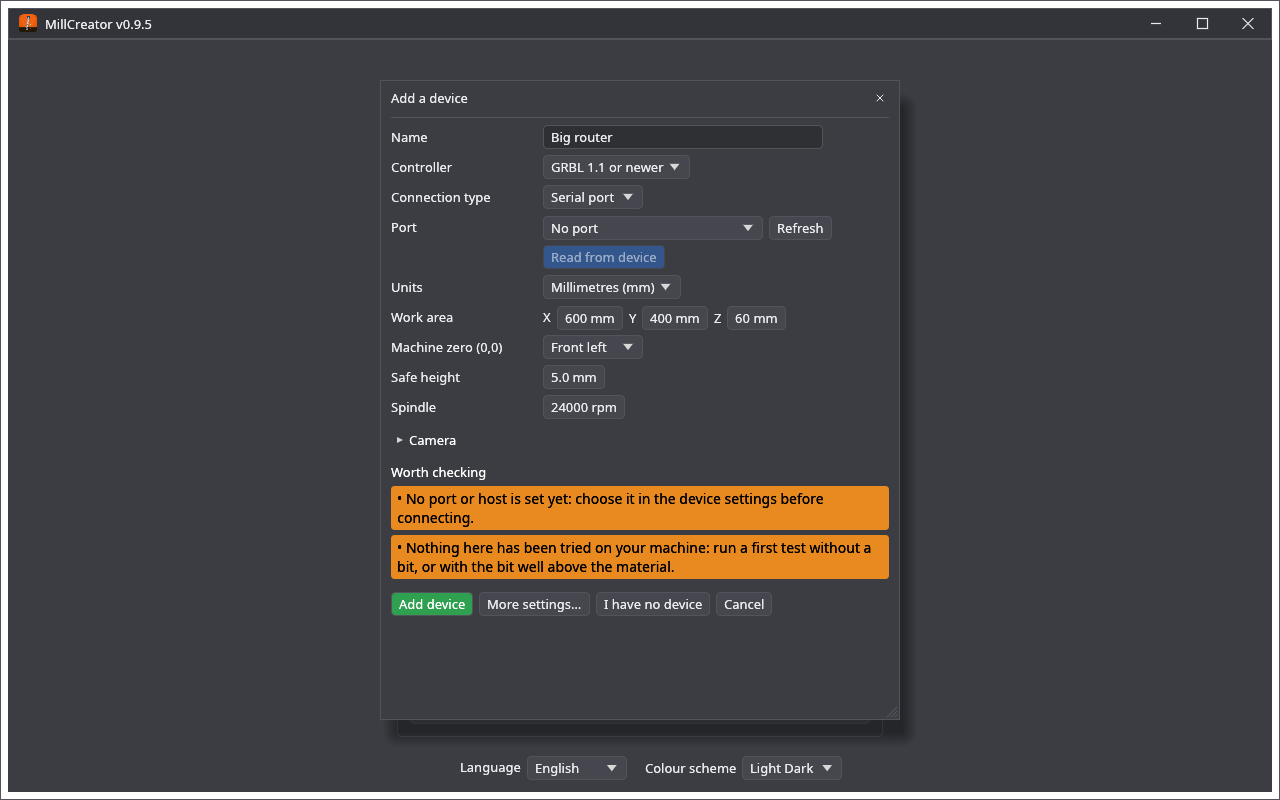 MillCreator v0.9.5
Add a device
Name
Big router
Controller
GRBL 1.1 or newer
Connection type
Serial port
Port
No port
Refresh
Read from device
Units
Millimetres (mm)
Work area
X 600 mm Y 400 mm Z 60 mm
Machine zero (0,0)
Front left
Safe height
5.0 mm
Spindle
24000 rpm
Camera
Worth checking
• No port or host is set yet: choose it in the device settings before
connecting.
• Nothing here has been tried on your machine: run a first test without a
bit, or with the bit well above the material.
Add device
More settings...
I have no device
Cancel
Language
English
Colour scheme
Light Dark